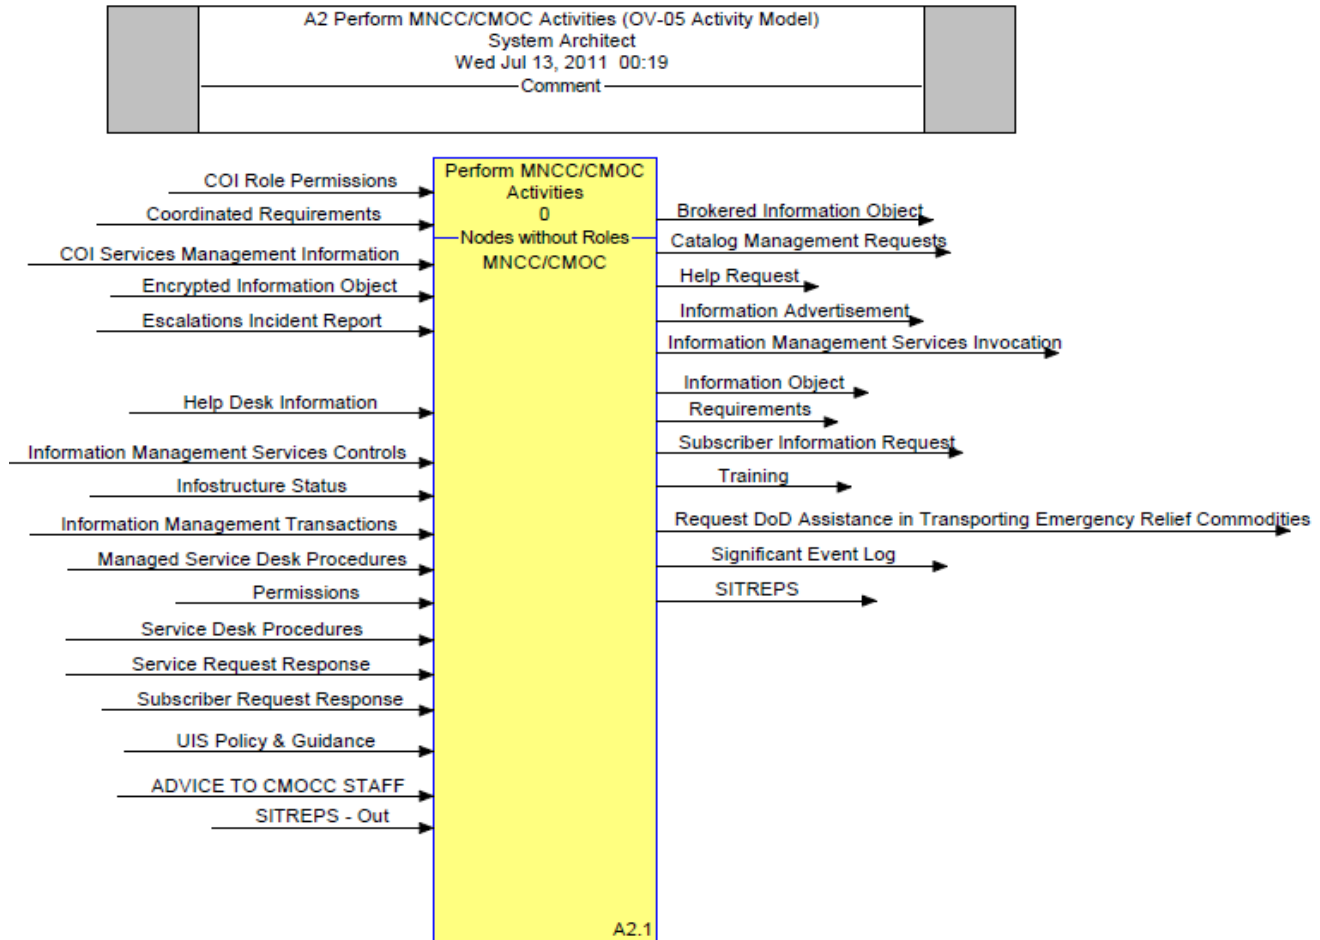 A2 Perform MNCC/CMOC Activities (OV-05 Activity Model)
System Architect
Wed Jul 13, 2011  00:19
Comment
COI Role Permissions
Coordinated Requirements
COI Services Management Information
Encrypted Information Object
Escalations Incident Report
Help Desk Information
Information Management Services Controls
Infostructure Status
Information Management Transactions
Managed Service Desk Procedures
Permissions
Service Desk Procedures
Service Request Response
Subscriber Request Response
UIS Policy & Guidance
ADVICE TO CMOCC STAFF
SITREPS - Out
Perform MNCC/CMOC
Activities
0
Nodes without Roles
MNCC/CMOC
A2.1
Brokered Information Object
Catalog Management Requests
Help Request
Information Advertisement
Information Management Services Invocation
Information Object
Requirements
Subscriber Information Request
Training
Request DoD Assistance in Transporting Emergency Relief Commodities
Significant Event Log
SITREPS